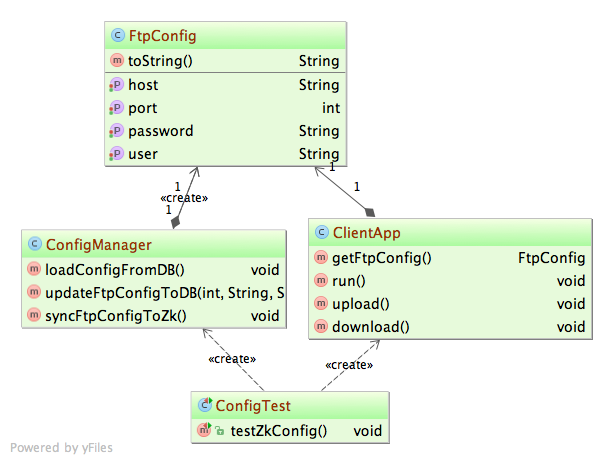 FtpConfig
toString() String
host String
port int
password String
user String
1
1
«create»
1
1
ConfigManager
loadConfigFromDB() void
updateFtpConfigToDB(int, String, S
syncFtpConfigToZk() void
ClientApp
getFtpConfig() FtpConfig
run() void
upload() void
download() void
«create»
«create»
ConfigTest
testZkConfig() void
Powered by yFiles